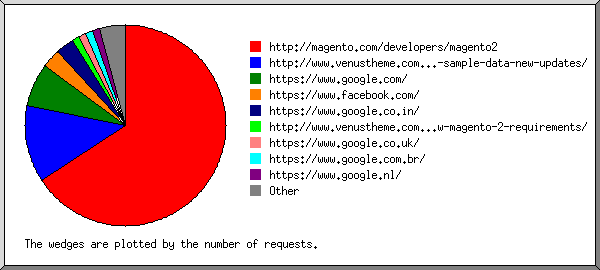 http://magento.com/developers/magento2
http://www.venustheme.com...-sample-data-new-updates/
https://www.google.com/
https://www.facebook.com/
https://www.google.co.in/
http://www.venustheme.com...w-magento-2-requirements/
https://www.google.co.uk/
https://www.google.com.br/
https://www.google.nl/
Other
The wedges are plotted by the number of requests.